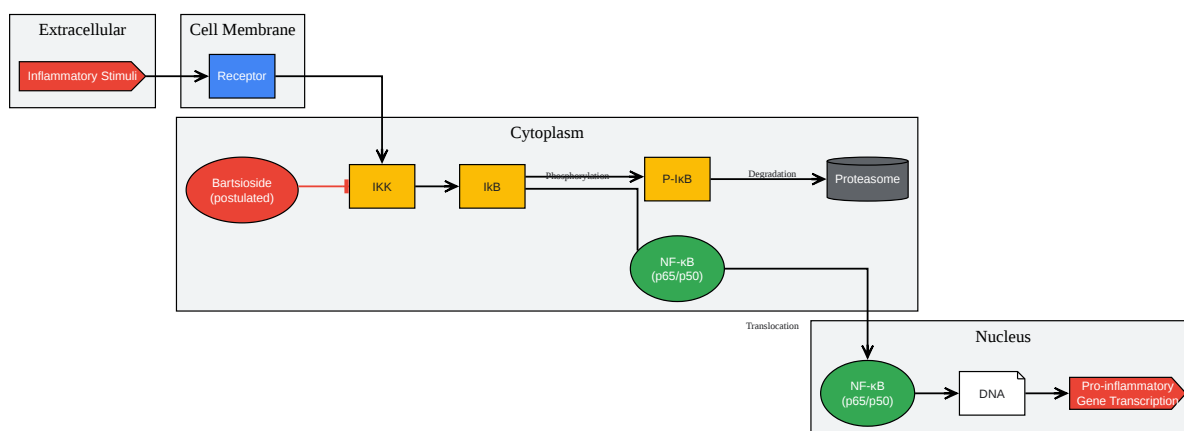 Extracellular
Inflammatory Stimuli
Cell Membrane
Receptor
Cytoplasm
Bartsioside
(postulated)
IKK
IkB
Phosphorylation
P-IκB
Degradation
Proteasome
NF-κB
(p65/p50)
Translocation
Nucleus
NF-κB
(p65/p50)
DNA
Pro-inflammatory
Gene Transcription